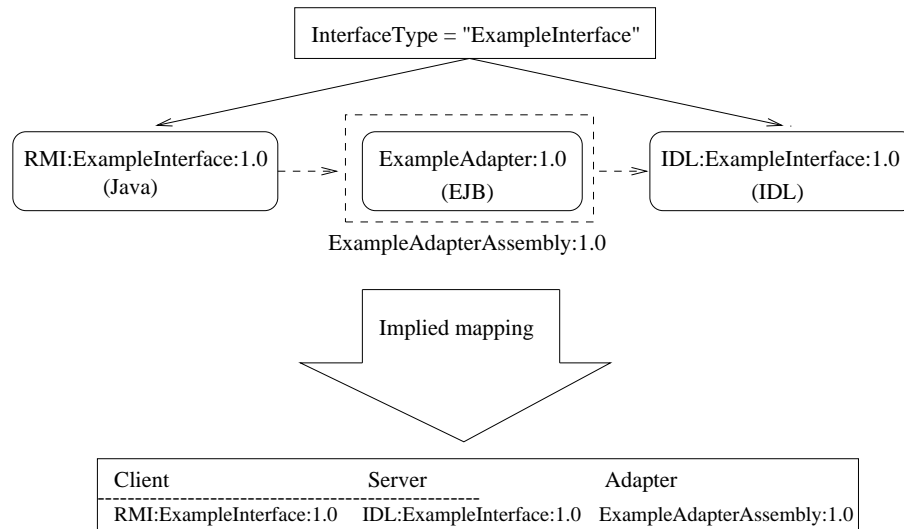 InterfaceType = "ExampleInterface"
RMI:ExampleInterface:1.0
(Java)
ExampleAdapter:1.0
(EJB)
IDL:ExampleInterface:1.0
(IDL)
ExampleAdapterAssembly:1.0
Implied mapping
Client Server Adapter
RMI:ExampleInterface:1.0 IDL:ExampleInterface:1.0 ExampleAdapterAssembly:1.0